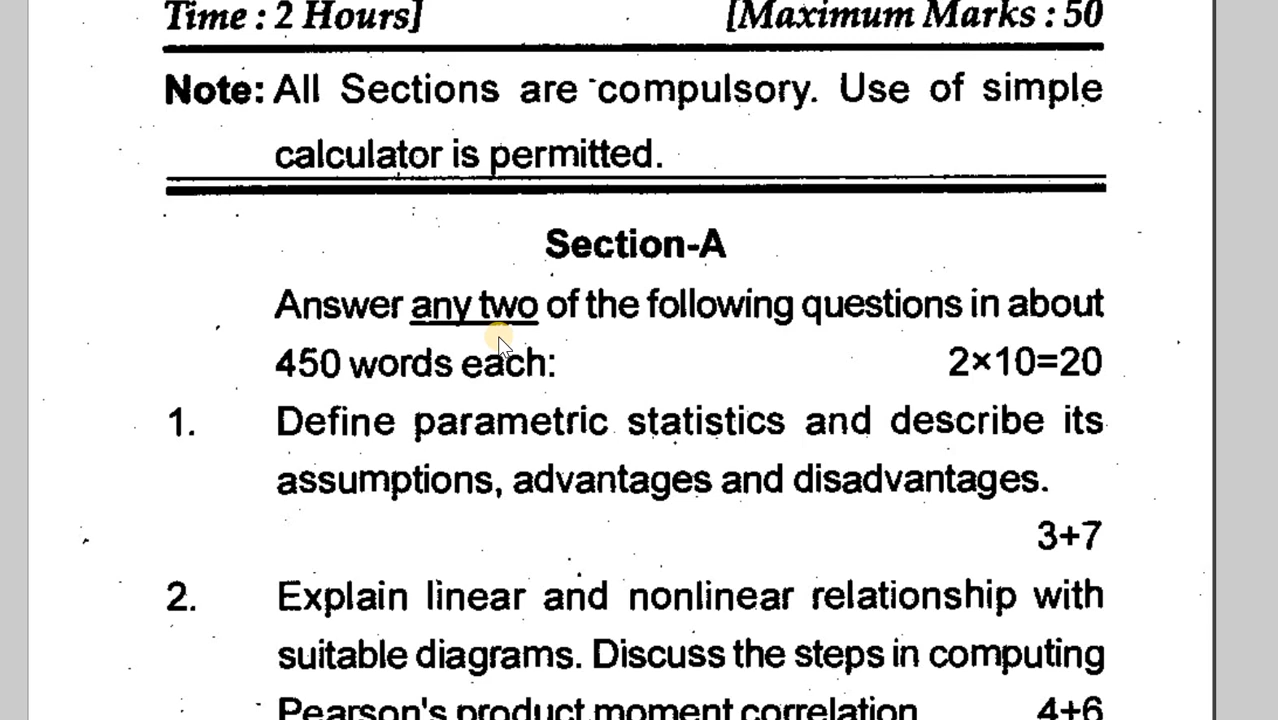 Time : 2 Hours]
[Maximum Marks : 50
Note: All Sections are compulsory. Use of simple
calculator is permitted.
Section-A
Answer any two of the following questions in about
450 words each: 2×10=20
1. Define parametric statistics and describe its
assumptions, advantages and disadvantages.
3+7
2. Explain linear and nonlinear relationship with
suitable diagrams. Discuss the steps in computing
Pearson's product moment correlation 4+6